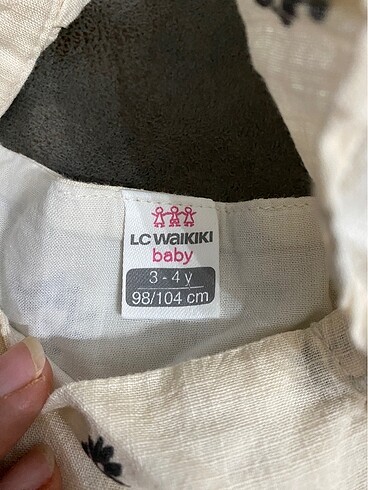 LC WAIKIKI
baby
3 - 4 y
98/104 cm